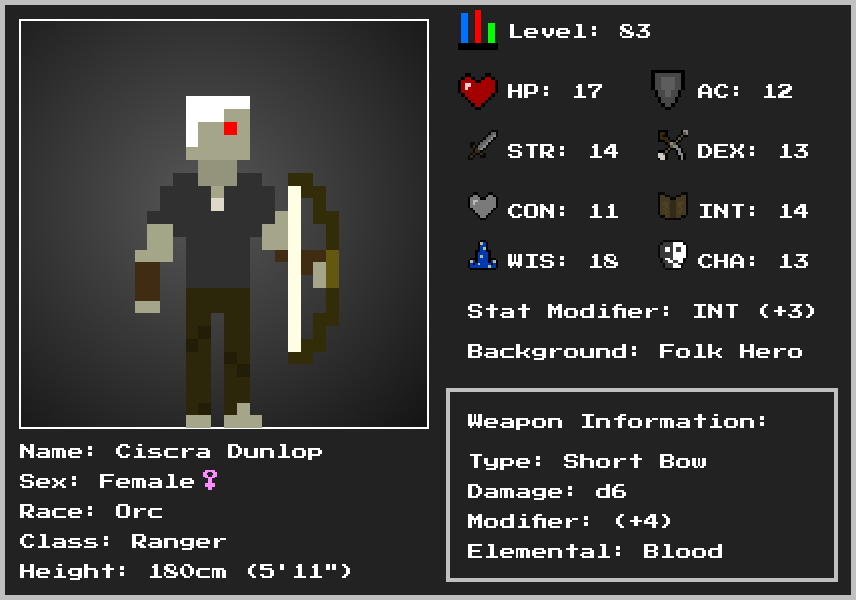 Level: 83
HP: 17 AC: 12
STR: 14 DEX: 13
CON: 11 INT: 14
WIS: 18 CHA: 13
Stat Modifier: INT (+3)
Background: Folk Hero
Weapon Information:
Type: Short Bow
Damage: d6
Modifier: (+4)
Elemental: Blood
Name: Ciscra Dunlop
Sex: Female♀
Race: Orc
Class: Ranger
Height: 180cm (5'11")